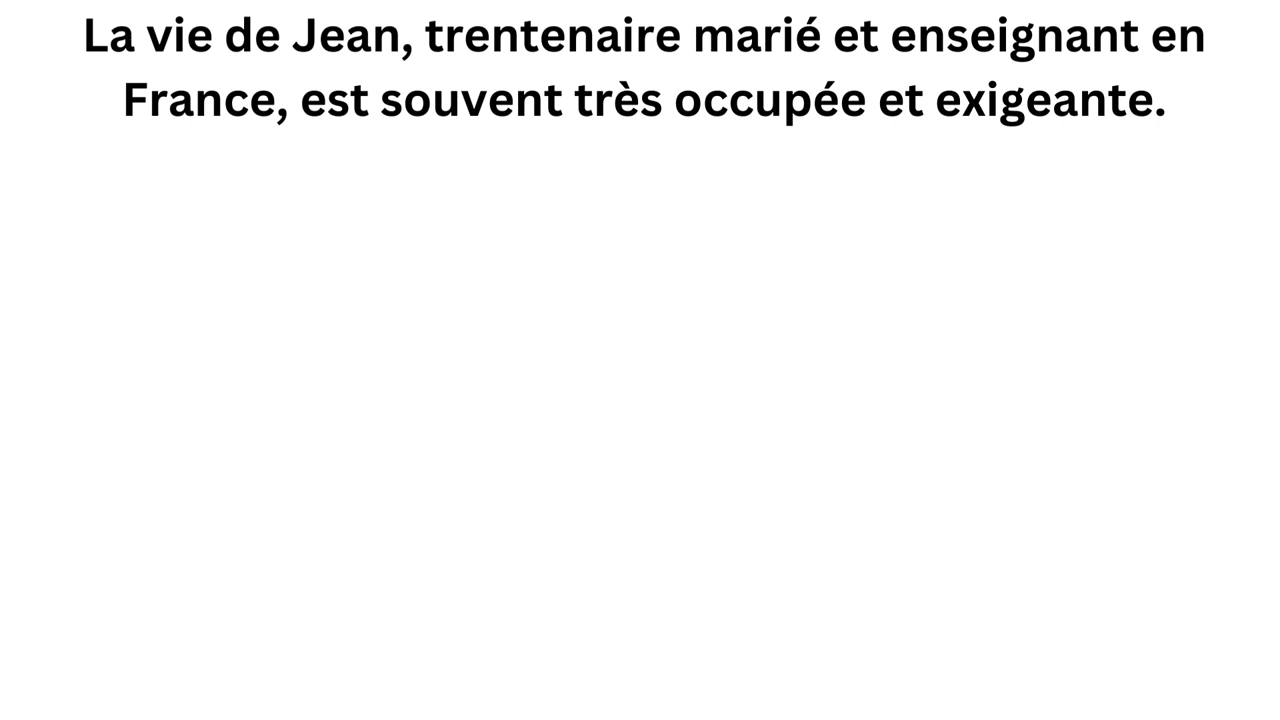 La vie de Jean, trentenaire marié et enseignant en
France, est souvent très occupée et exigeante.